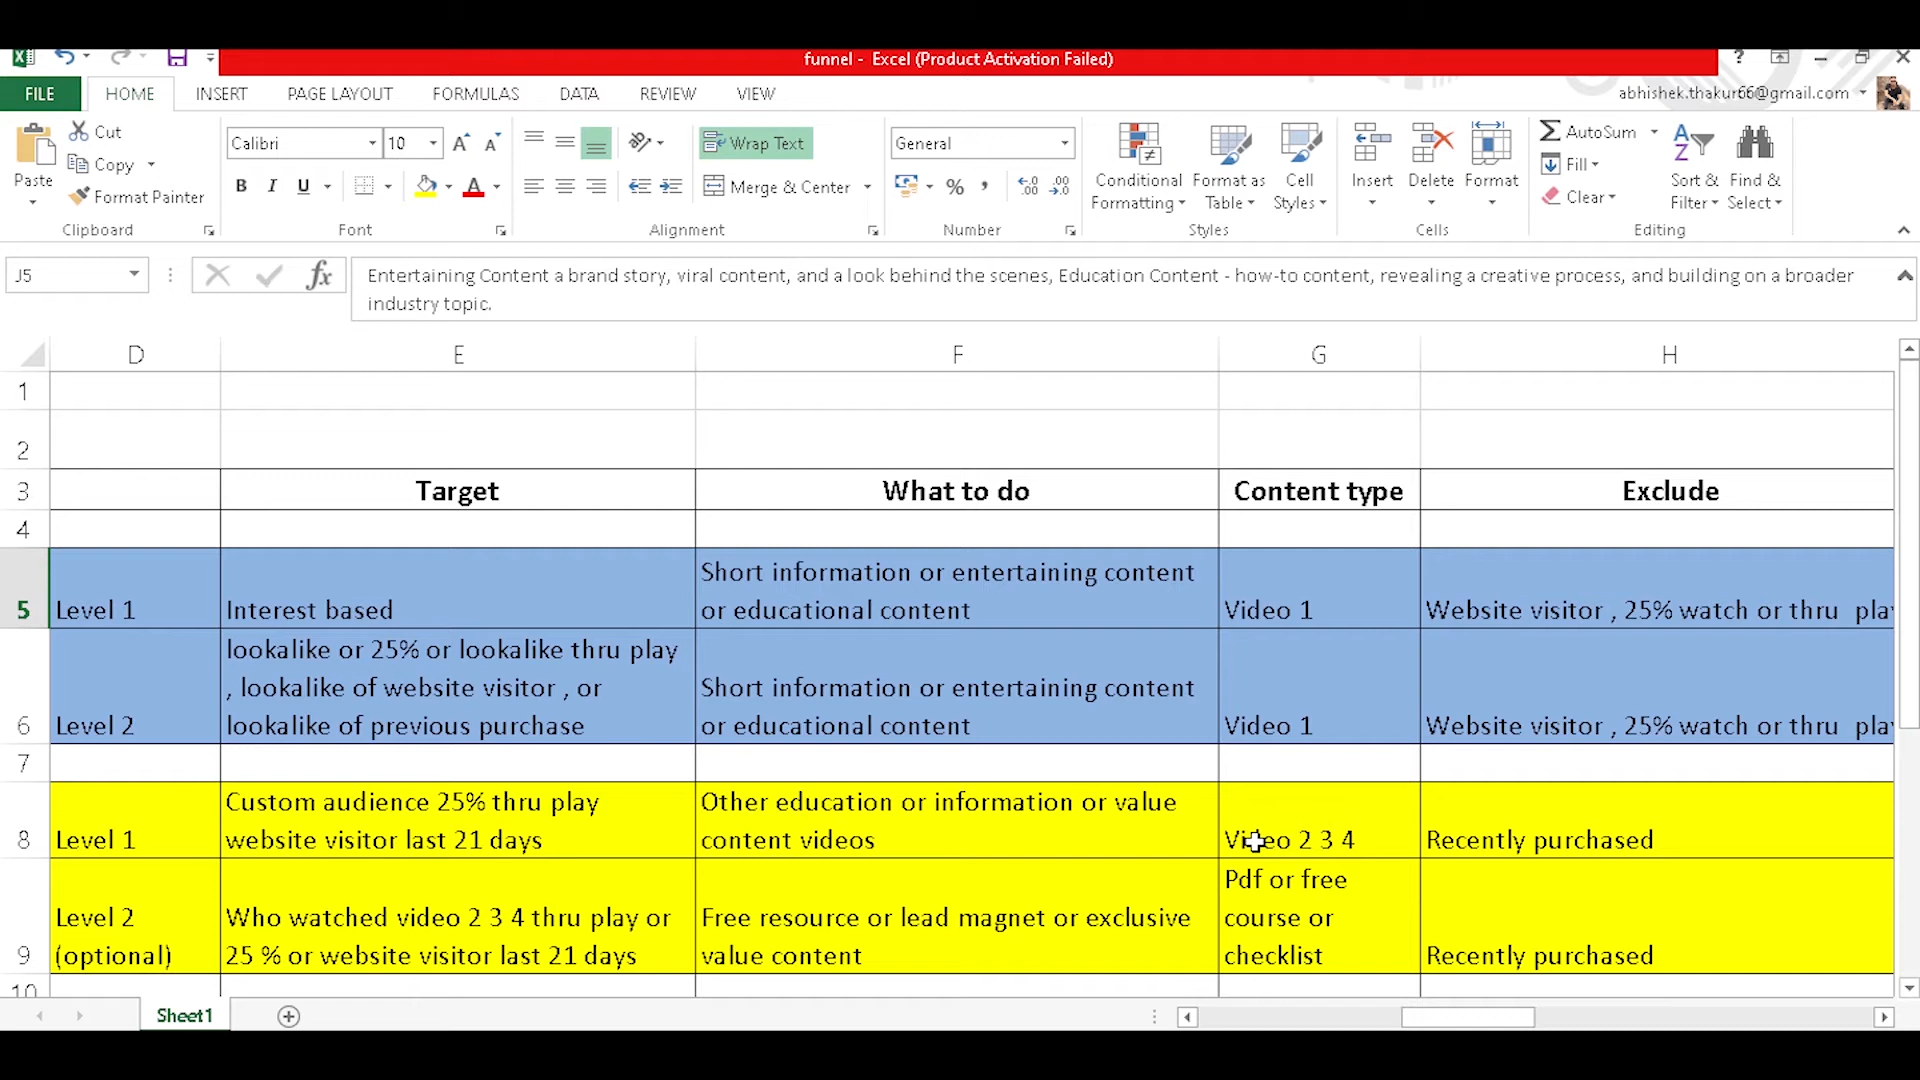 funnel - Excel (Product Activation Failed)
FILE HOME INSERT PAGE LAYOUT FORMULAS DATA REVIEW VIEW abhishek.thakur66@gmail.com
Paste Cut Copy Format Painter Clipboard
Calibri 10 B I U A Font
Wrap Text Merge & Center Alignment
General % Number
Conditional Formatting Format as Table Cell Styles Styles
Insert Delete Format Cells
AutoSum Fill Clear Sort & Filter Find & Select Editing
J5 fx Entertaining Content a brand story, viral content, and a look behind the scenes, Education Content - how-to content, revealing a creative process, and building on a broader
industry topic.
D E F G H
1
2
3 Target What to do Content type Exclude
4
Short information or entertaining content
5 Level 1 Interest based or educational content Video 1 Website visitor , 25% watch or thru play
lookalike or 25% or lookalike thru play
, lookalike of website visitor , or Short information or entertaining content
6 Level 2 lookalike of previous purchase or educational content Video 1 Website visitor , 25% watch or thru play
7
Custom audience 25% thru play Other education or information or value
8 Level 1 website visitor last 21 days content videos Video 2 3 4 Recently purchased
Pdf or free
Level 2 Who watched video 2 3 4 thru play or Free resource or lead magnet or exclusive course or
9 (optional) 25 % or website visitor last 21 days value content checklist Recently purchased
10
Sheet1